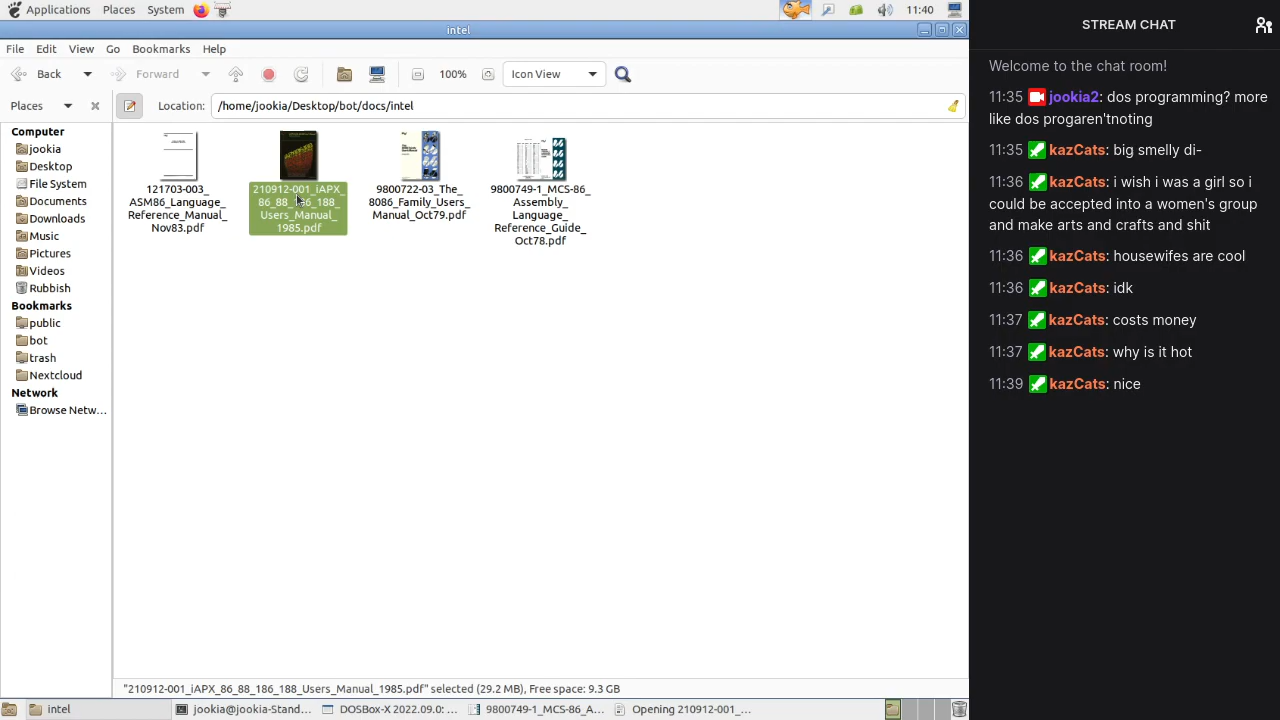 Applications Places System 11:40
intel
File Edit View Go Bookmarks Help
Back Forward 100% Icon View
Places Location: /home/jookia/Desktop/bot/docs/intel
Computer
jookia
Desktop
File System
Documents
Downloads
Music
Pictures
Videos
Rubbish
Bookmarks
public
bot
trash
Nextcloud
Network
Browse Netw...
121703-003_
ASM86_Language_
Reference_Manual_
Nov83.pdf
210912-001_iAPX_
86_88_186_188_
Users_Manual_
1985.pdf
9800722-03_The_
8086_Family_Users_
Manual_Oct79.pdf
9800749-1_MCS-86_
Assembly_
Language_
Reference_Guide_
Oct78.pdf
"210912-001_iAPX_86_88_186_188_Users_Manual_1985.pdf" selected (29.2 MB), Free space: 9.3 GB
intel jookia@jookia-Stand... DOSBox-X 2022.09.0: ... 9800749-1_MCS-86_A... Opening 210912-001_...
STREAM CHAT
Welcome to the chat room!
11:35 jookia2: dos programming? more
like dos progaren'tnoting
11:35 kazCats: big smelly di-
11:36 kazCats: i wish i was a girl so i
could be accepted into a women's group
and make arts and crafts and shit
11:36 kazCats: housewifes are cool
11:36 kazCats: idk
11:37 kazCats: costs money
11:37 kazCats: why is it hot
11:39 kazCats: nice